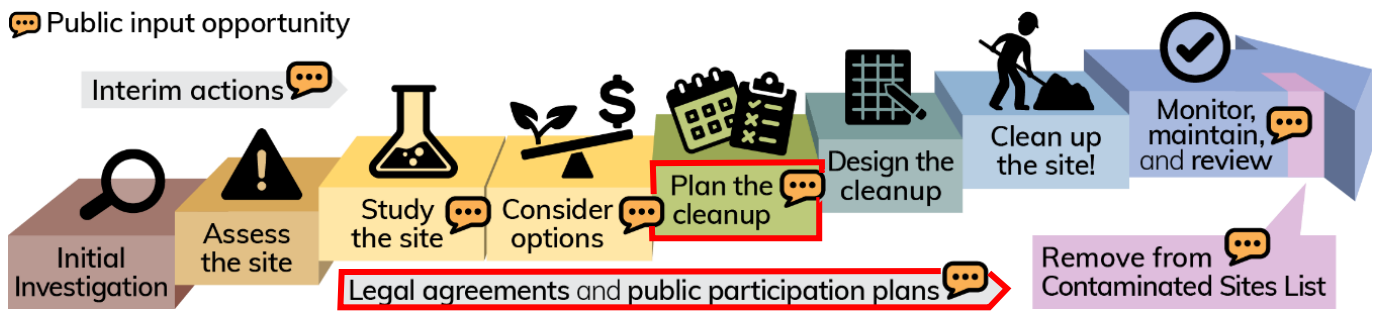 Public input opportunity
Interim actions
Initial
Investigation
Assess
the site
Study
the site
Consider
options
Plan the
cleanup
Design the
cleanup
Clean up
the site!
Monitor,
maintain,
and review
Legal agreements and public participation plans
Remove from
Contaminated Sites List